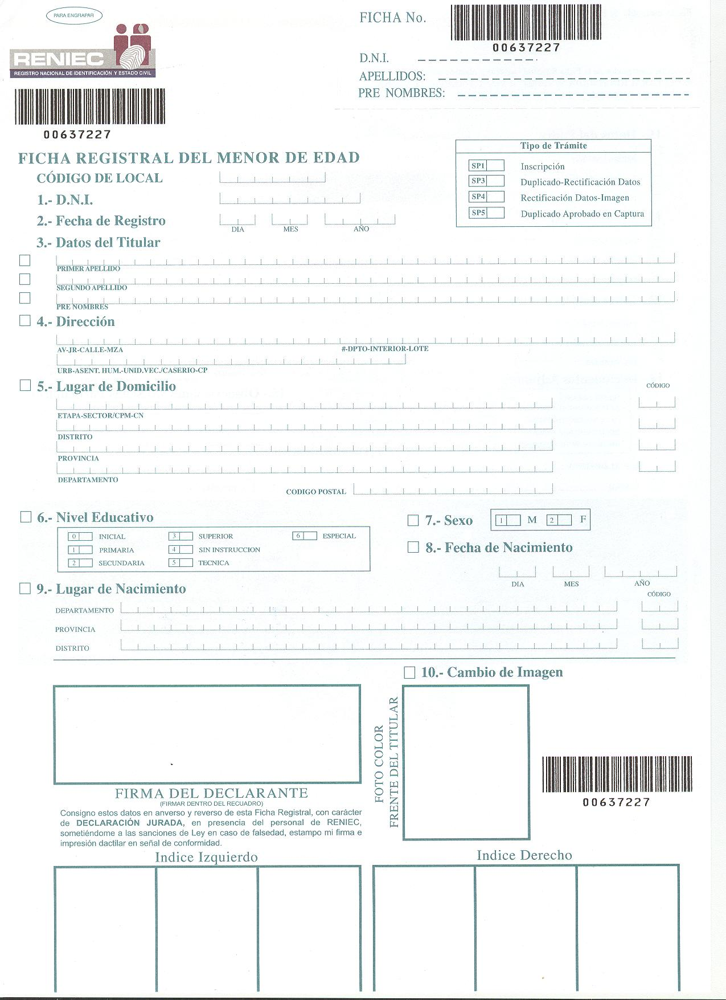 PARA ENGRAPAR
RENIEC
REGISTRO NACIONAL DE IDENTIFICACIÓN Y ESTADO CIVIL
00637227
FICHA No.
00637227
D.N.I.
APELLIDOS:
PRE NOMBRES:
FICHA REGISTRAL DEL MENOR DE EDAD
CÓDIGO DE LOCAL
1.- D.N.I.
2.- Fecha de Registro
DIA MES AÑO
Tipo de Trámite
SP1 Inscripción
SP3 Duplicado-Rectificación Datos
SP4 Rectificación Datos-Imagen
SP5 Duplicado Aprobado en Captura
3.- Datos del Titular
PRIMER APELLIDO
SEGUNDO APELLIDO
PRE NOMBRES
4.- Dirección
AV-JR-CALLE-MZA #-DPTO-INTERIOR-LOTE
URB-ASENT. HUM.-UNID.VEC./CASERIO-CP
5.- Lugar de Domicilio CÓDIGO
ETAPA-SECTOR/CPM-CN
DISTRITO
PROVINCIA
DEPARTAMENTO
CODIGO POSTAL
6.- Nivel Educativo
0 INICIAL 3 SUPERIOR 6 ESPECIAL
1 PRIMARIA 4 SIN INSTRUCCION
2 SECUNDARIA 5 TECNICA
7.- Sexo 1 M 2 F
8.- Fecha de Nacimiento
DIA MES AÑO
9.- Lugar de Nacimiento CÓDIGO
DEPARTAMENTO
PROVINCIA
DISTRITO
10.- Cambio de Imagen
FOTO COLOR
FRENTE DEL TITULAR
00637227
FIRMA DEL DECLARANTE
(FIRMAR DENTRO DEL RECUADRO)
Consigno estos datos en anverso y reverso de esta Ficha Registral, con carácter
de DECLARACIÓN JURADA, en presencia del personal de RENIEC,
sometiéndome a las sanciones de Ley en caso de falsedad, estampo mi firma e
impresión dactilar en señal de conformidad.
Indice Izquierdo Indice Derecho